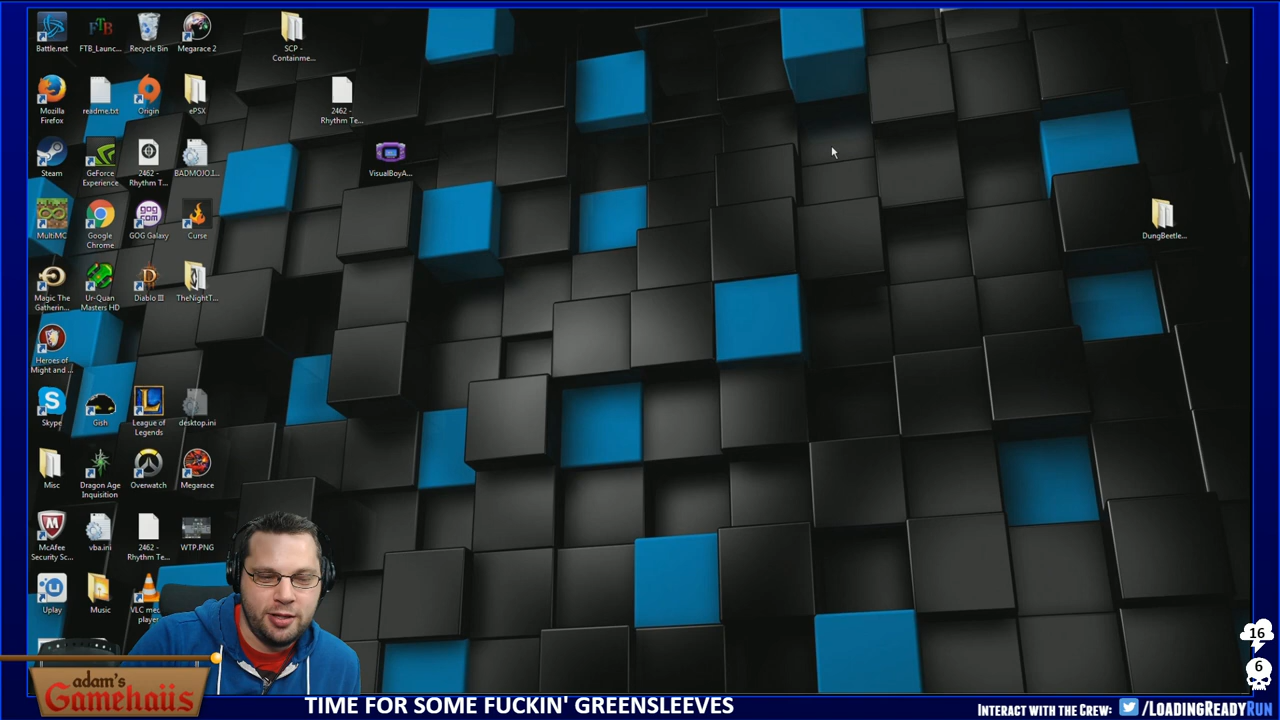 Battle.net
FTB_Launc...
Recycle Bin
Megarace 2
SCP -
Containme...
Mozilla
Firefox
readme.txt
Origin
ePSX
2462 -
Rhythm Te...
Steam
GeForce
Experience
2462 -
Rhythm T...
BADMOJO.I...
VisualBoyA...
MultiMC
Google
Chrome
GOG.COM
GOG Galaxy
Curse
DungBeetle...
Magic The
Gatherin...
Ur-Quan
Masters HD
Diablo III
TheNightT...
Heroes of
Might and ...
Skype
Gish
League of
Legends
desktop.ini
Misc
Dragon Age
Inquisition
Overwatch
Megarace
McAfee
Security Sc...
vba.ini
2462 -
Rhythm Te...
WTP.PNG
Uplay
Music
VLC med
player
16
6
adam's
Gamehaüs
TIME FOR SOME FUCKIN' GREENSLEEVES
INTERACT WITH THE CREW: /LOADINGREADYRUN